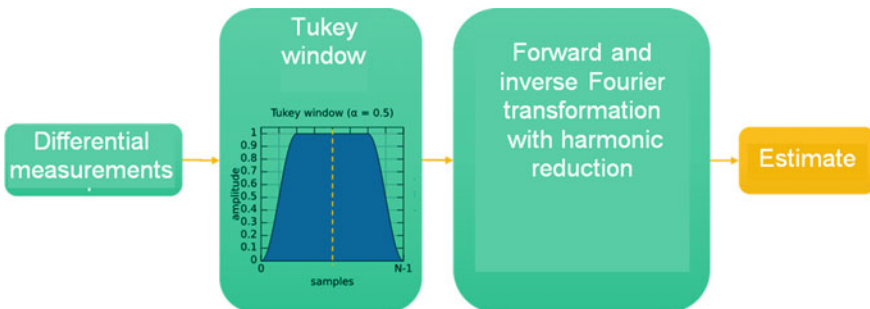 Differential
measurements
Tukey
window
Tukey window (α = 0.5)
amplitude
1
0.9
0.8
0.7
0.6
0.5
0.4
0.3
0.2
0.1
0
0
N-1
samples
Forward and
inverse Fourier
transformation
with harmonic
reduction
Estimate